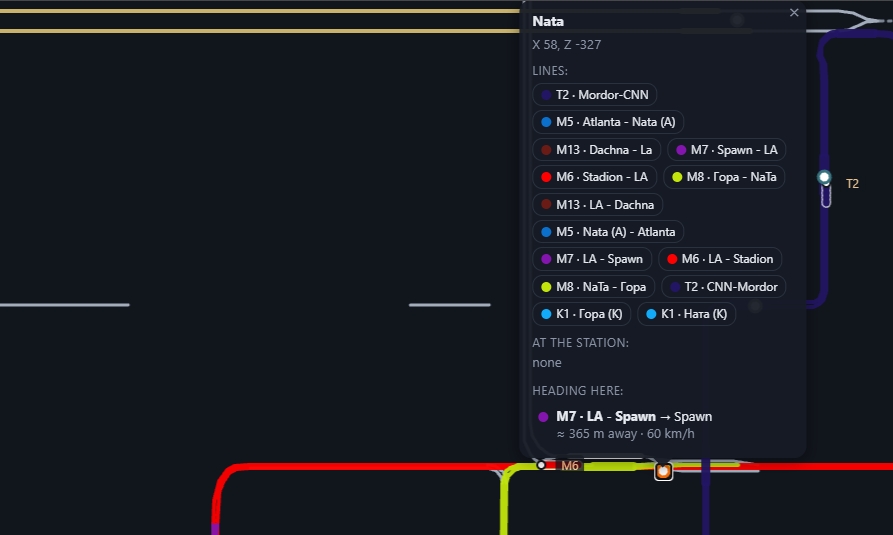 Nata
X 58, Z -327
LINES:
T2 · Mordor-CNN
M5 · Atlanta - Nata (A)
M13 · Dachna - La
M7 · Spawn - LA
M6 · Stadion - LA
M8 · Гора - NaTa
M13 · LA - Dachna
M5 · Nata (A) - Atlanta
M7 · LA - Spawn
M6 · LA - Stadion
M8 · NaTa - Гора
T2 · CNN-Mordor
К1 · Гора (К)
К1 · Ната (К)
AT THE STATION:
none
HEADING HERE:
M7 · LA - Spawn → Spawn
≈ 365 m away · 60 km/h
T2
M6